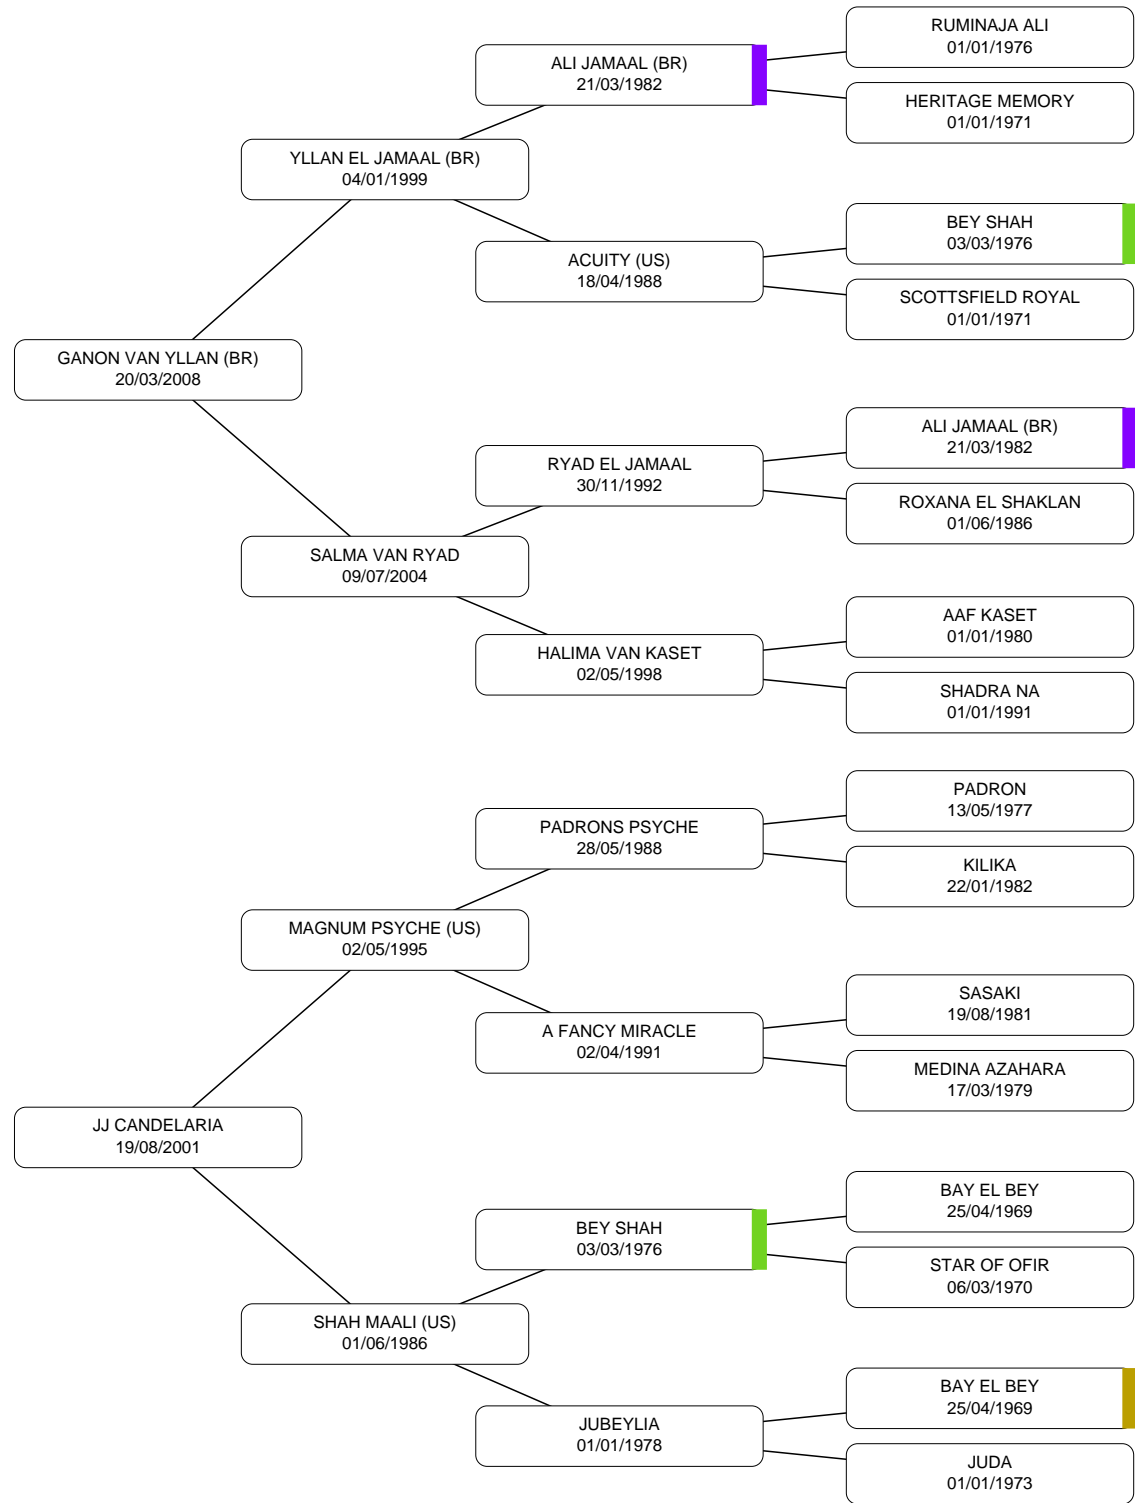 RUMINAJA ALI
01/01/1976
ALI JAMAAL (BR)
21/03/1982
HERITAGE MEMORY
01/01/1971
YLLAN EL JAMAAL (BR)
04/01/1999
BEY SHAH
03/03/1976
ACUITY (US)
18/04/1988
SCOTTSFIELD ROYAL
01/01/1971
GANON VAN YLLAN (BR)
20/03/2008
ALI JAMAAL (BR)
21/03/1982
RYAD EL JAMAAL
30/11/1992
ROXANA EL SHAKLAN
01/06/1986
SALMA VAN RYAD
09/07/2004
AAF KASET
01/01/1980
HALIMA VAN KASET
02/05/1998
SHADRA NA
01/01/1991
PADRON
13/05/1977
PADRONS PSYCHE
28/05/1988
KILIKA
22/01/1982
MAGNUM PSYCHE (US)
02/05/1995
SASAKI
19/08/1981
A FANCY MIRACLE
02/04/1991
MEDINA AZAHARA
17/03/1979
JJ CANDELARIA
19/08/2001
BAY EL BEY
25/04/1969
BEY SHAH
03/03/1976
STAR OF OFIR
06/03/1970
SHAH MAALI (US)
01/06/1986
BAY EL BEY
25/04/1969
JUBEYLIA
01/01/1978
JUDA
01/01/1973